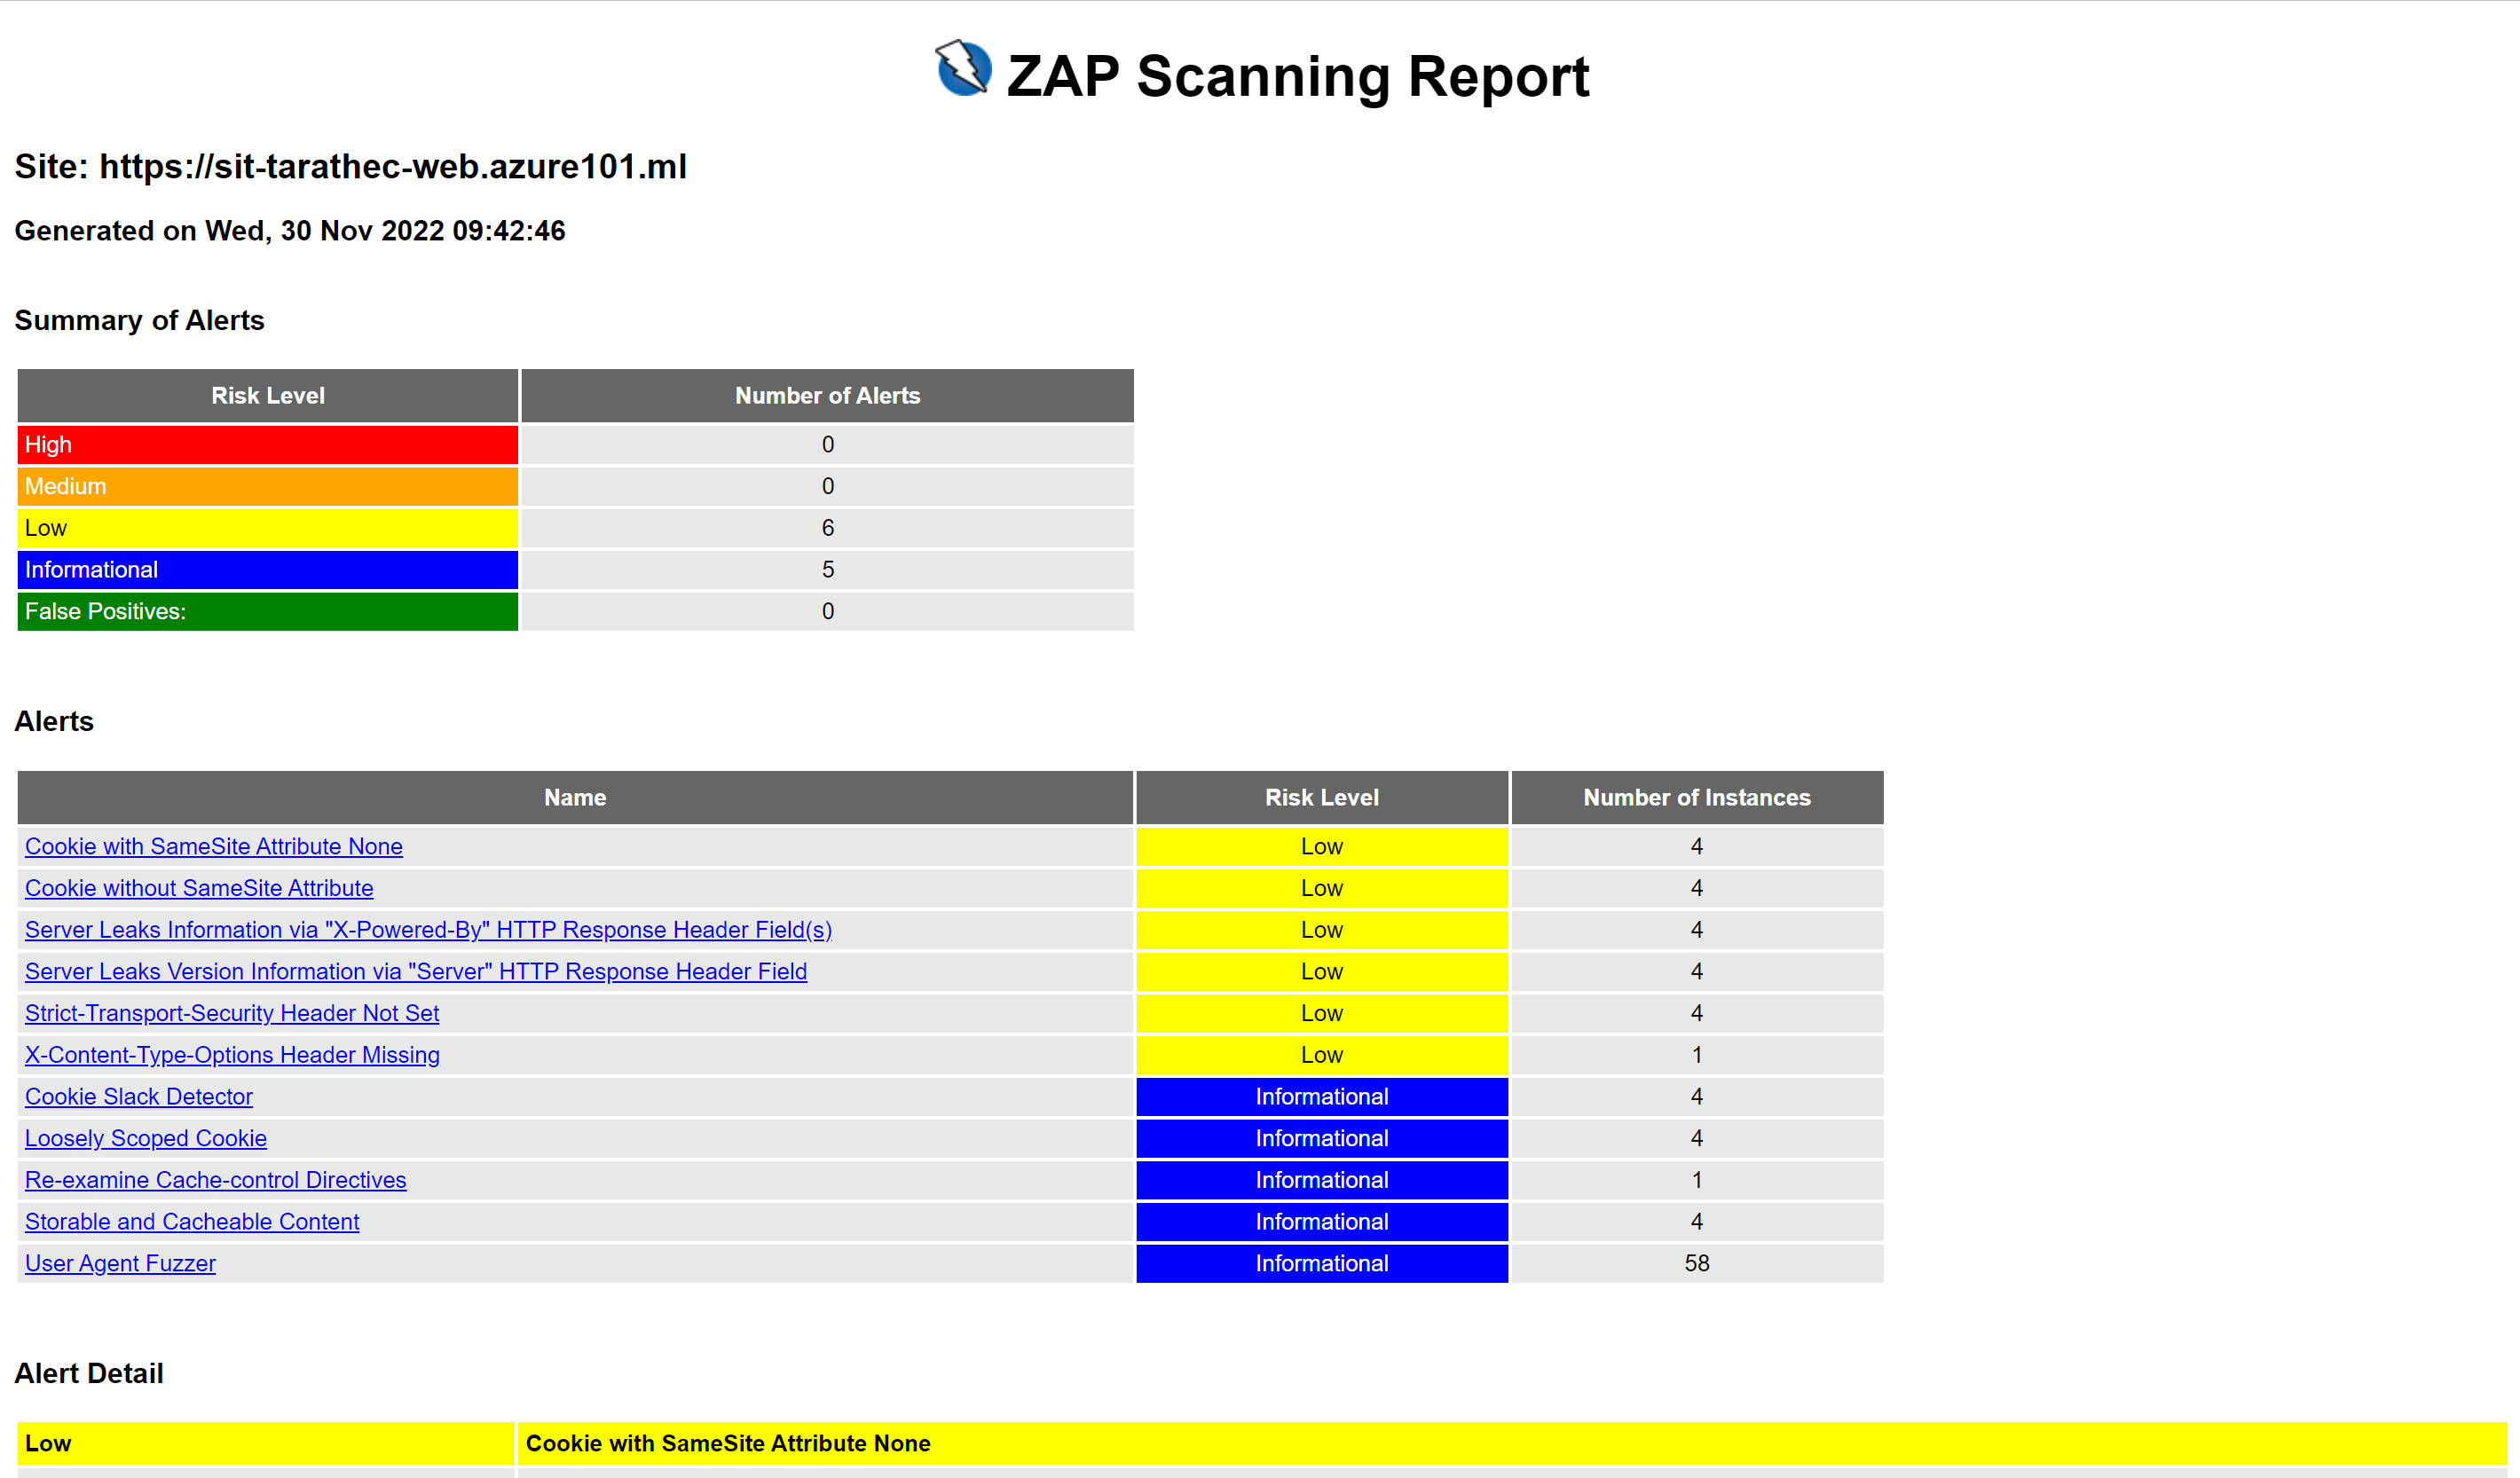 ZAP Scanning Report
Site: https://sit-tarathec-web.azure101.ml
Generated on Wed, 30 Nov 2022 09:42:46
Summary of Alerts
Risk Level Number of Alerts
High 0
Medium 0
Low 6
Informational 5
False Positives: 0
Alerts
Name Risk Level Number of Instances
Cookie with SameSite Attribute None Low 4
Cookie without SameSite Attribute Low 4
Server Leaks Information via "X-Powered-By" HTTP Response Header Field(s) Low 4
Server Leaks Version Information via "Server" HTTP Response Header Field Low 4
Strict-Transport-Security Header Not Set Low 4
X-Content-Type-Options Header Missing Low 1
Cookie Slack Detector Informational 4
Loosely Scoped Cookie Informational 4
Re-examine Cache-control Directives Informational 1
Storable and Cacheable Content Informational 4
User Agent Fuzzer Informational 58
Alert Detail
Low Cookie with SameSite Attribute None